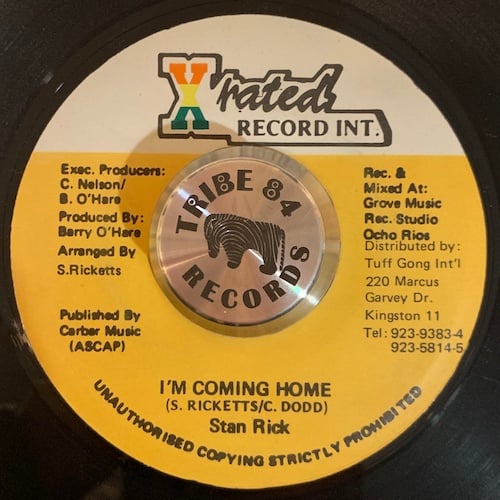 X'rated
RECORD INT.
Exec. Producers:
C. Nelson/
B. O'Hare
Produced By:
Barry O'Hare
Arranged By
S.Ricketts
Published By
Carbar Music
(ASCAP)
TRIBE 84
RECORDS
Rec. &
Mixed At:
Grove Music
Rec. Studio
Ocho Rios
Distributed by:
Tuff Gong Int'l
220 Marcus
Garvey Dr.
Kingston 11
Tel: 923-9383-4
923-5814-5
I'M COMING HOME
(S. RICKETTS/C. DODD)
Stan Rick
UNAUTHORISED COPYING STRICTLY PROHIBITED